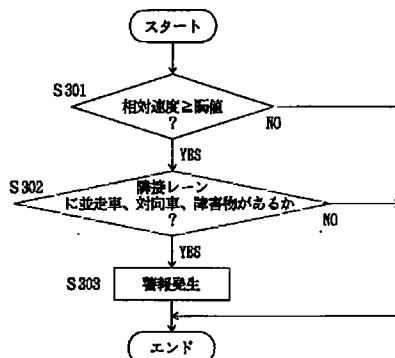 スタート
S301
相対速度≧閾値
?
NO
YES
S302
隣接レーン
に並走車、対向車、障害物があるか
?
NO
YES
S303
警報発生
エンド